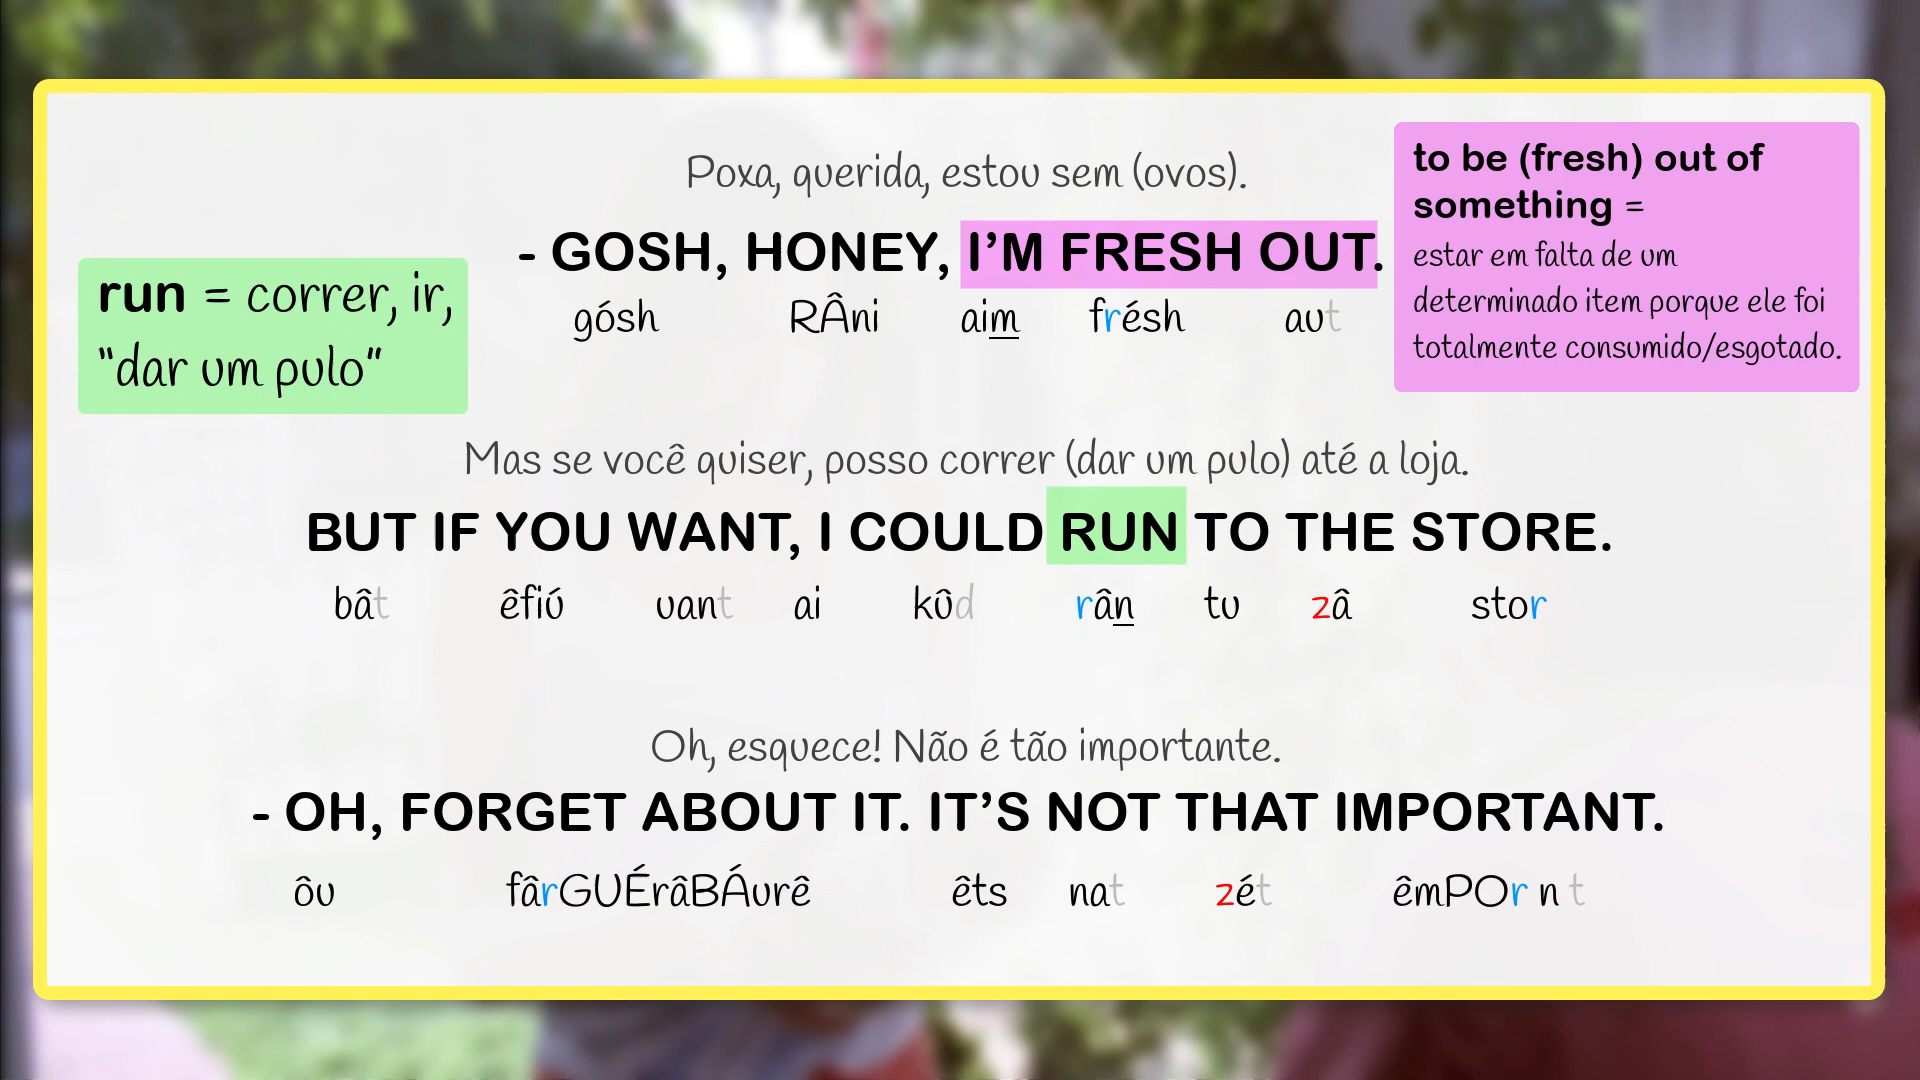 Poxa, querida, estou sem (ovos).
- GOSH, HONEY, I’M FRESH OUT.
gósh RÂni aim frésh aut
to be (fresh) out of
something =
estar em falta de um
determinado item porque ele foi
totalmente consumido/esgotado.
run = correr, ir,
"dar um pulo"
Mas se você quiser, posso correr (dar um pulo) até a loja.
BUT IF YOU WANT, I COULD RUN TO THE STORE.
bât êfiú uant ai kûd rân tu zâ stor
Oh, esquece! Não é tão importante.
- OH, FORGET ABOUT IT. IT’S NOT THAT IMPORTANT.
ôu fârGUÉrâBÁurê êts nat zét êmPOr n t